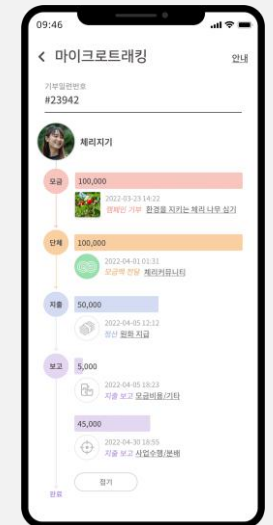 09:46
마이크로트래킹
안내
기부일련번호
#23942
체리지기
모금
100,000
2022-03-23 14:22
캠페인 기부 환경을 지키는 체리 나무 심기
단체
100,000
2022-04-01 01:31
모금액 전달 체리커뮤니티
지출
50,000
2022-04-05 12:12
정산 원화 지급
보고
5,000
2022-04-05 18:23
지출 보고 모금비용/기타
45,000
2022-04-30 18:55
지출 보고 사업수행/분배
접기
완료